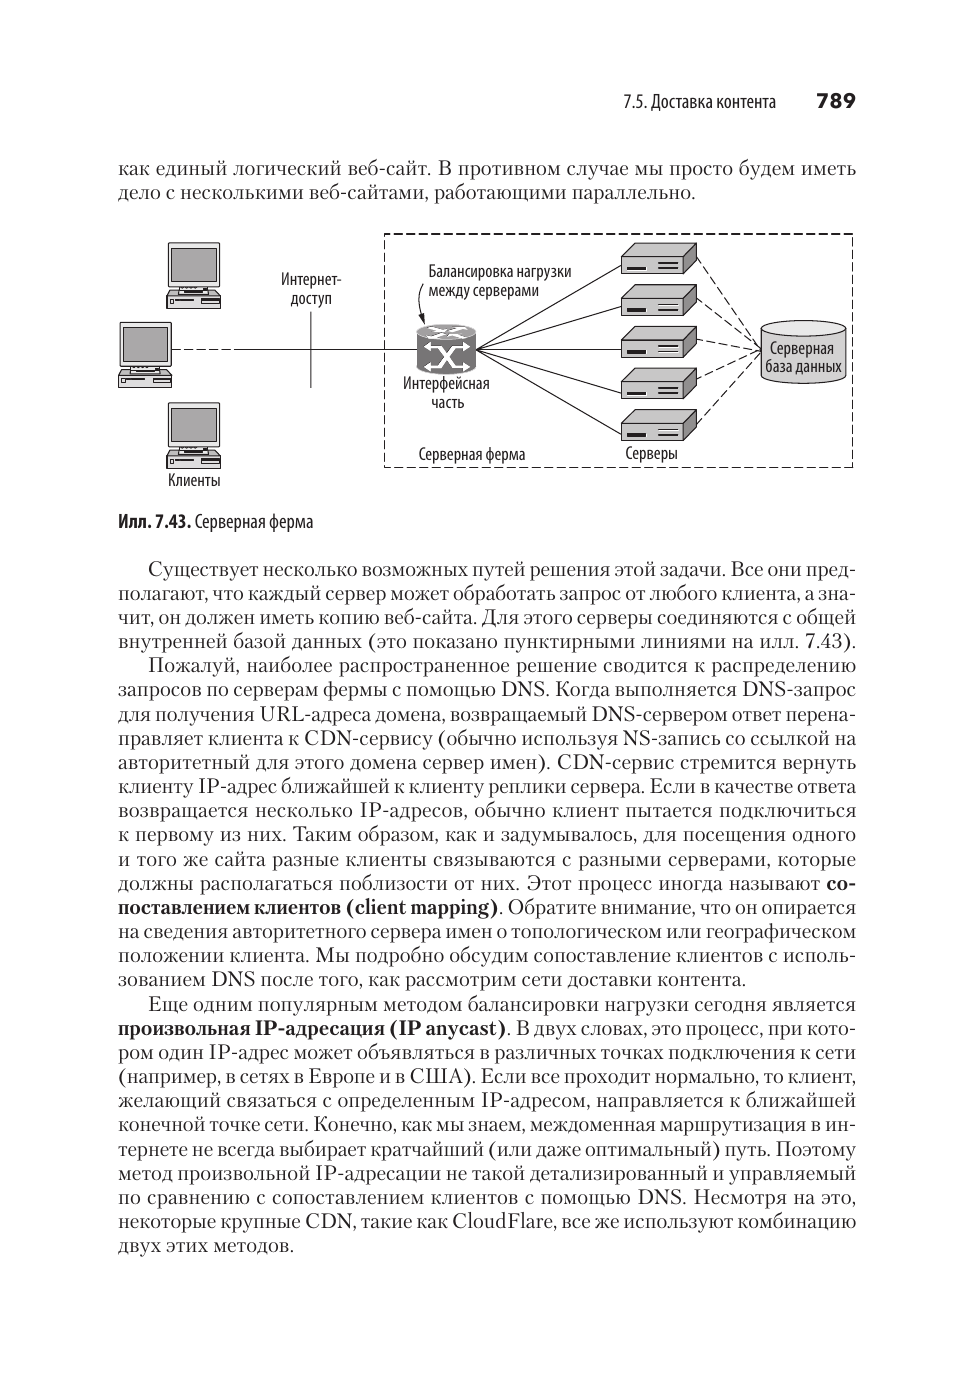 7.5. Доставка контента 789
как единый логический веб-сайт. В противном случае мы просто будем иметь
дело с несколькими веб-сайтами, работающими параллельно.
Интернет-
доступ
Балансировка нагрузки
между серверами
Серверная
база данных
Интерфейсная
часть
Серверная ферма
Серверы
Клиенты
Илл. 7.43. Серверная ферма
Существует несколько возможных путей решения этой задачи. Все они пред-
полагают, что каждый сервер может обработать запрос от любого клиента, а зна-
чит, он должен иметь копию веб-сайта. Для этого серверы соединяются с общей
внутренней базой данных (это показано пунктирными линиями на илл. 7.43).
Пожалуй, наиболее распространенное решение сводится к распределению
запросов по серверам фермы с помощью DNS. Когда выполняется DNS-запрос
для получения URL-адреса домена, возвращаемый DNS-сервером ответ перена-
правляет клиента к CDN-сервису (обычно используя NS-запись со ссылкой на
авторитетный для этого домена сервер имен). CDN-сервис стремится вернуть
клиенту IP-адрес ближайшей к клиенту реплики сервера. Если в качестве ответа
возвращается несколько IP-адресов, обычно клиент пытается подключиться
к первому из них. Таким образом, как и задумывалось, для посещения одного
и того же сайта разные клиенты связываются с разными серверами, которые
должны располагаться поблизости от них. Этот процесс иногда называют со-
поставлением клиентов (client mapping). Обратите внимание, что он опирается
на сведения авторитетного сервера имен о топологическом или географическом
положении клиента. Мы подробно обсудим сопоставление клиентов с исполь-
зованием DNS после того, как рассмотрим сети доставки контента.
Еще одним популярным методом балансировки нагрузки сегодня является
произвольная IP-адресация (IP anycast). В двух словах, это процесс, при кото-
ром один IP-адрес может объявляться в различных точках подключения к сети
(например, в сетях в Европе и в США). Если все проходит нормально, то клиент,
желающий связаться с определенным IP-адресом, направляется к ближайшей
конечной точке сети. Конечно, как мы знаем, междоменная маршрутизация в ин-
тернете не всегда выбирает кратчайший (или даже оптимальный) путь. Поэтому
метод произвольной IP-адресации не такой детализированный и управляемый
по сравнению с сопоставлением клиентов с помощью DNS. Несмотря на это,
некоторые крупные CDN, такие как CloudFlare, все же используют комбинацию
двух этих методов.